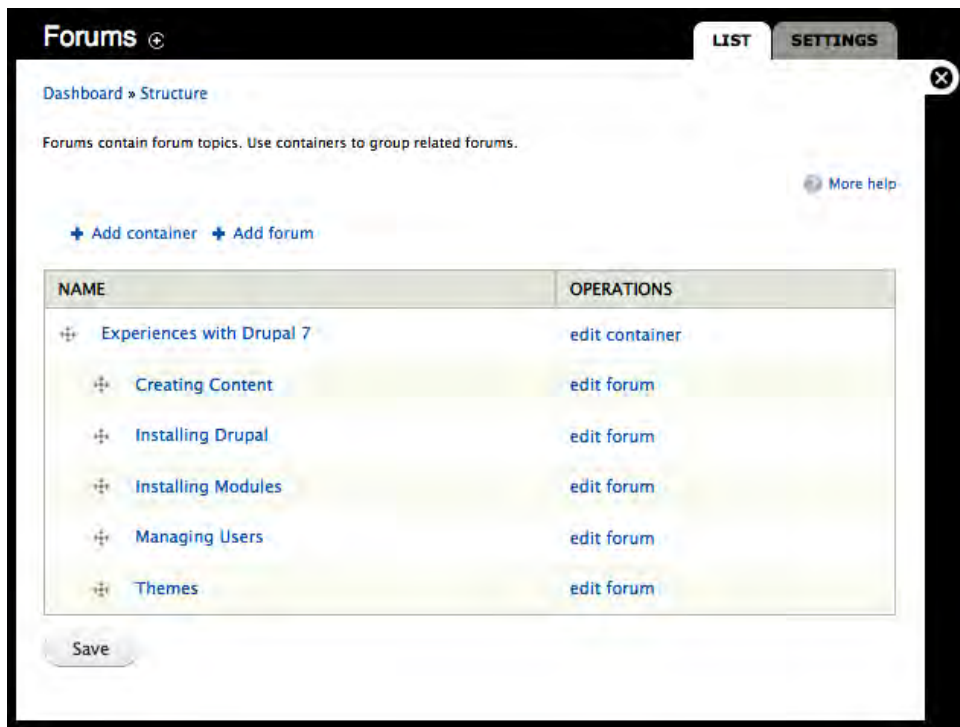 Forums
LIST SETTINGS
Dashboard » Structure
Forums contain forum topics. Use containers to group related forums.
More help
Add container Add forum
NAME OPERATIONS
Experiences with Drupal 7 edit container
Creating Content edit forum
Installing Drupal edit forum
Installing Modules edit forum
Managing Users edit forum
Themes edit forum
Save